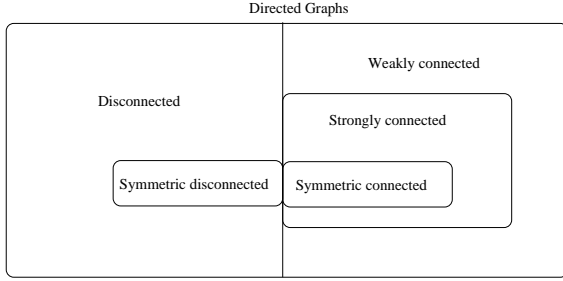 Directed Graphs
Weakly connected
Disconnected
Strongly connected
Symmetric disconnected
Symmetric connected